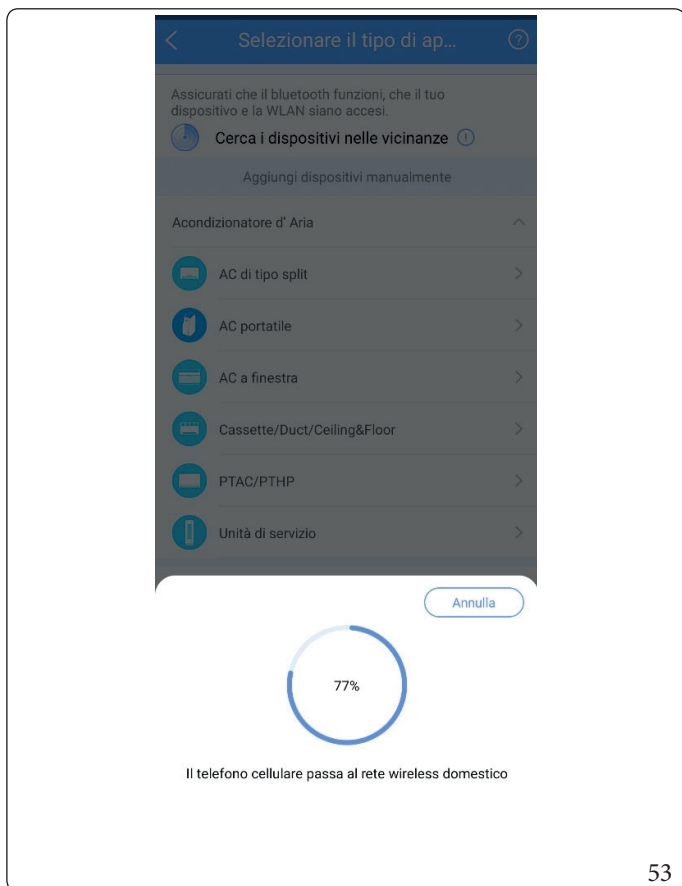 Selezionare il tipo di ap...
Assicurati che il bluetooth funzioni, che il tuo
dispositivo e la WLAN siano accesi.
Cerca i dispositivi nelle vicinanze
Aggiungi dispositivi manualmente
Acondizionatore d' Aria
AC di tipo split
AC portatile
AC a finestra
Cassette/Duct/Ceiling&Floor
PTAC/PTHP
Unità di servizio
Annulla
77%
Il telefono cellulare passa al rete wireless domestico
53